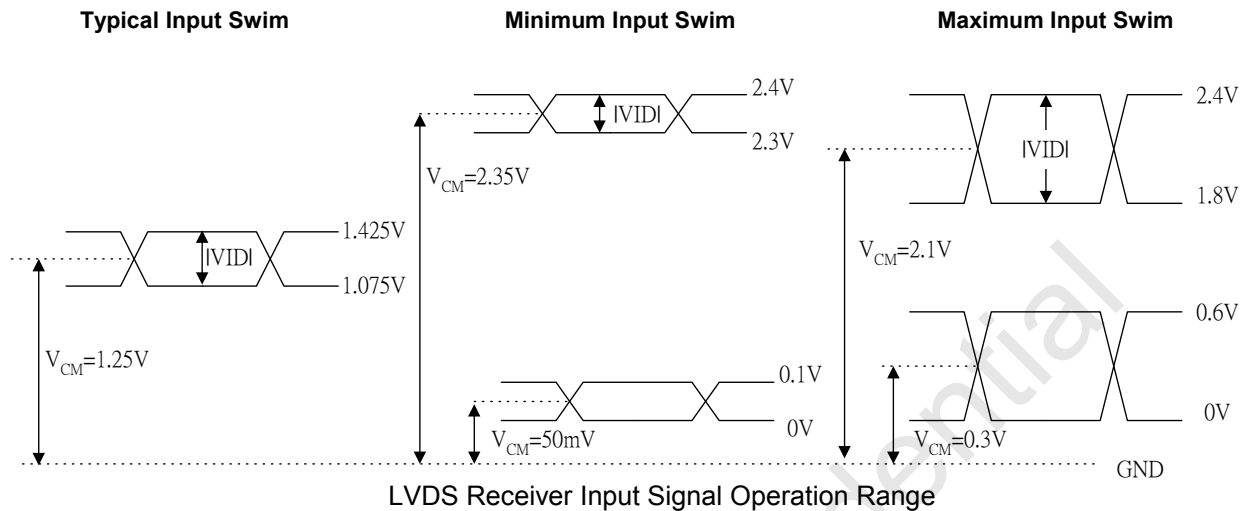 Typical Input Swim
Minimum Input Swim
Maximum Input Swim
1.425V
|VID|
1.075V
V_CM=1.25V
2.4V
|VID|
2.3V
V_CM=2.35V
0.1V
0V
V_CM=50mV
2.4V
|VID|
1.8V
V_CM=2.1V
0.6V
0V
V_CM=0.3V
GND
LVDS Receiver Input Signal Operation Range